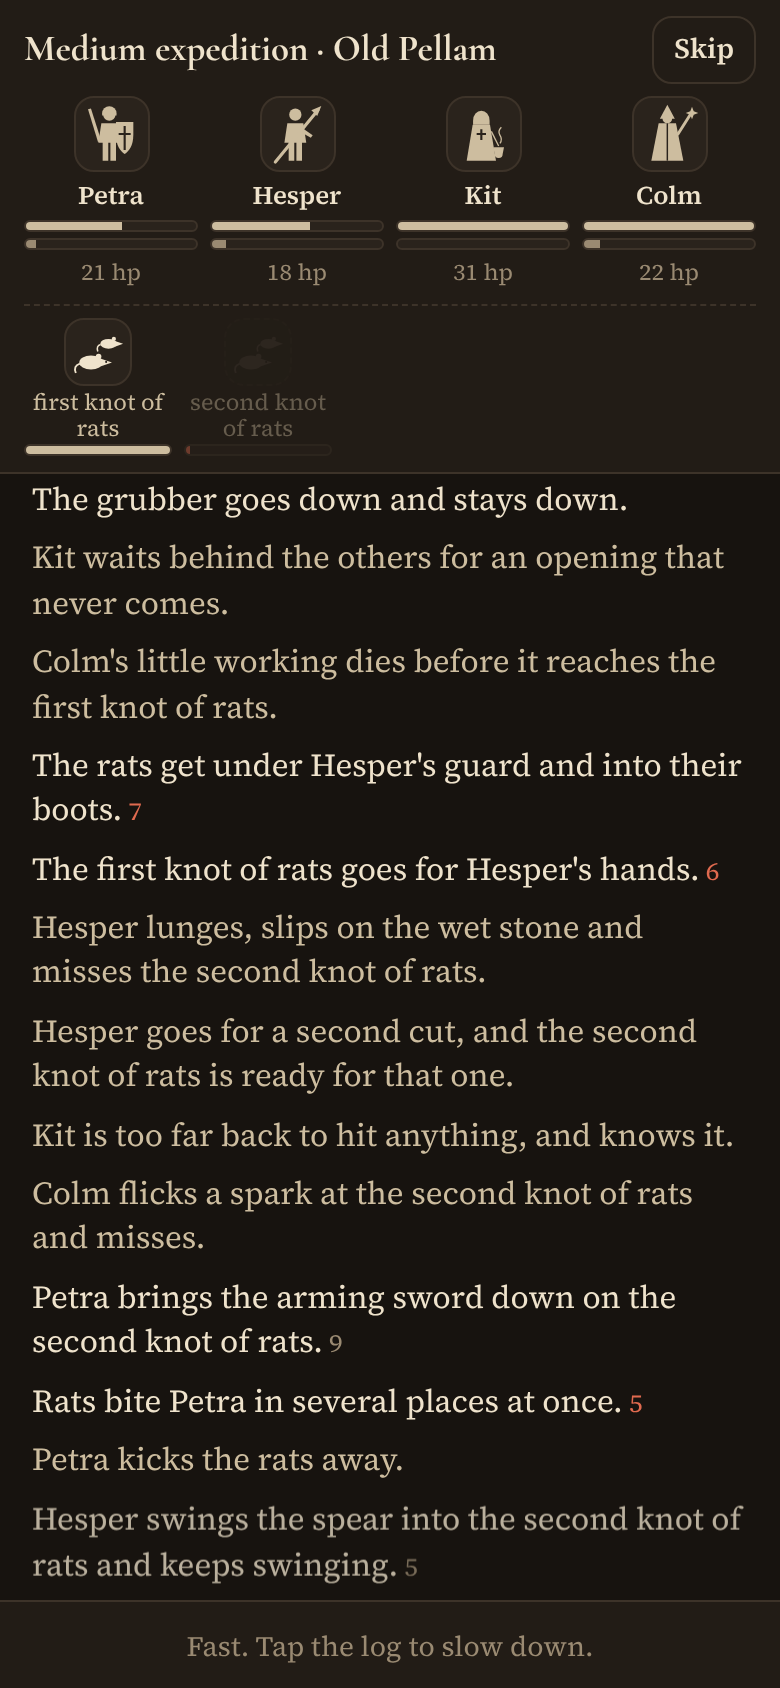 Medium expedition · Old Pellam
Skip
Petra
Hesper
Kit
Colm
21 hp
18 hp
31 hp
22 hp
first knot of
rats
second knot
of rats
The grubber goes down and stays down.
Kit waits behind the others for an opening that
never comes.
Colm's little working dies before it reaches the
first knot of rats.
The rats get under Hesper's guard and into their
boots. 7
The first knot of rats goes for Hesper's hands. 6
Hesper lunges, slips on the wet stone and
misses the second knot of rats.
Hesper goes for a second cut, and the second
knot of rats is ready for that one.
Kit is too far back to hit anything, and knows it.
Colm flicks a spark at the second knot of rats
and misses.
Petra brings the arming sword down on the
second knot of rats. 9
Rats bite Petra in several places at once. 5
Petra kicks the rats away.
Hesper swings the spear into the second knot of
rats and keeps swinging. 5
Fast. Tap the log to slow down.